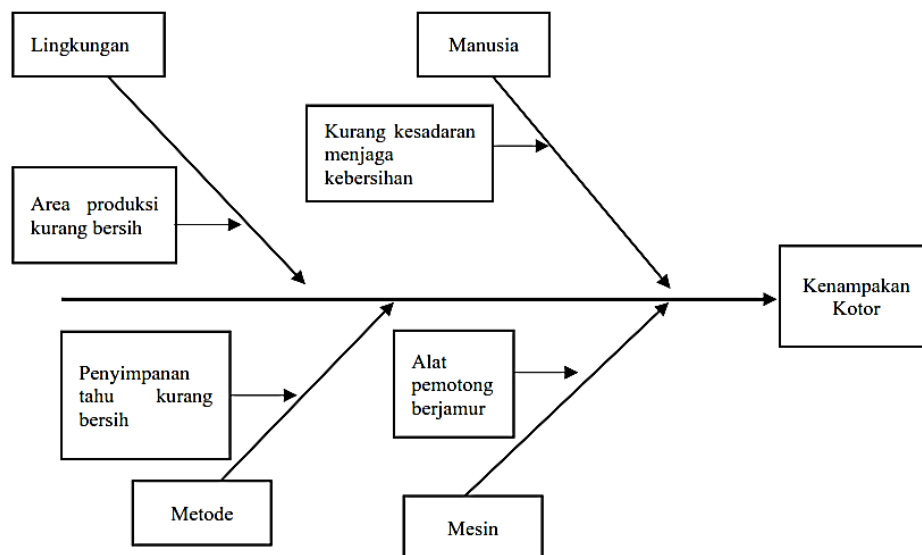 Lingkungan
Manusia
Kurang kesadaran
menjaga
kebersihan
Area produksi
kurang bersih
Kenampakan
Kotor
Penyimpanan
tahu kurang
bersih
Alat
pemotong
berjamur
Metode
Mesin